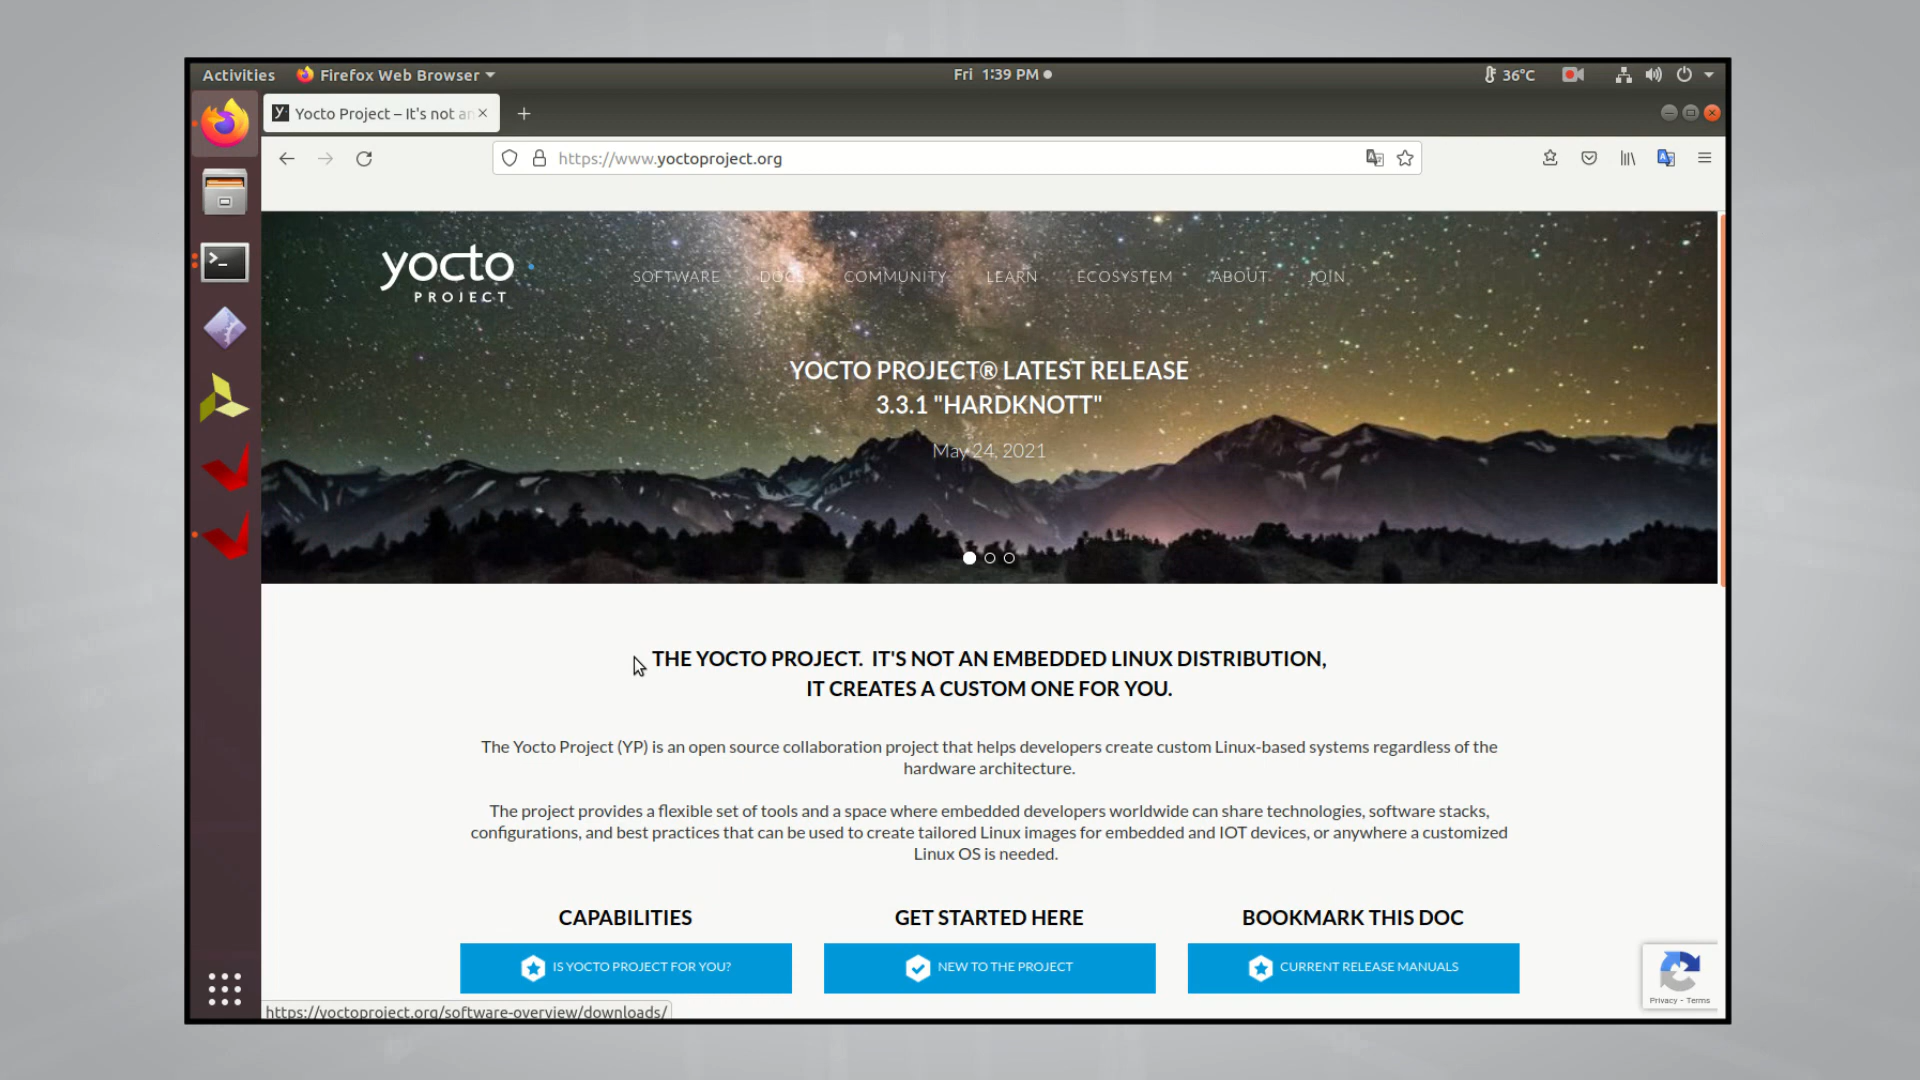 Activities
Firefox Web Browser
Fri 1:39 PM
36°C
Yocto Project – It's not an
https://www.yoctoproject.org
yocto
PROJECT
SOFTWARE
DOCS
COMMUNITY
LEARN
ECOSYSTEM
ABOUT
JOIN
YOCTO PROJECT® LATEST RELEASE
3.3.1 "HARDKNOTT"
May 24, 2021
THE YOCTO PROJECT. IT'S NOT AN EMBEDDED LINUX DISTRIBUTION,
IT CREATES A CUSTOM ONE FOR YOU.
The Yocto Project (YP) is an open source collaboration project that helps developers create custom Linux-based systems regardless of the
hardware architecture.
The project provides a flexible set of tools and a space where embedded developers worldwide can share technologies, software stacks,
configurations, and best practices that can be used to create tailored Linux images for embedded and IOT devices, or anywhere a customized
Linux OS is needed.
CAPABILITIES
GET STARTED HERE
BOOKMARK THIS DOC
IS YOCTO PROJECT FOR YOU?
NEW TO THE PROJECT
CURRENT RELEASE MANUALS
Privacy - Terms
https://yoctoproject.org/software-overview/downloads/